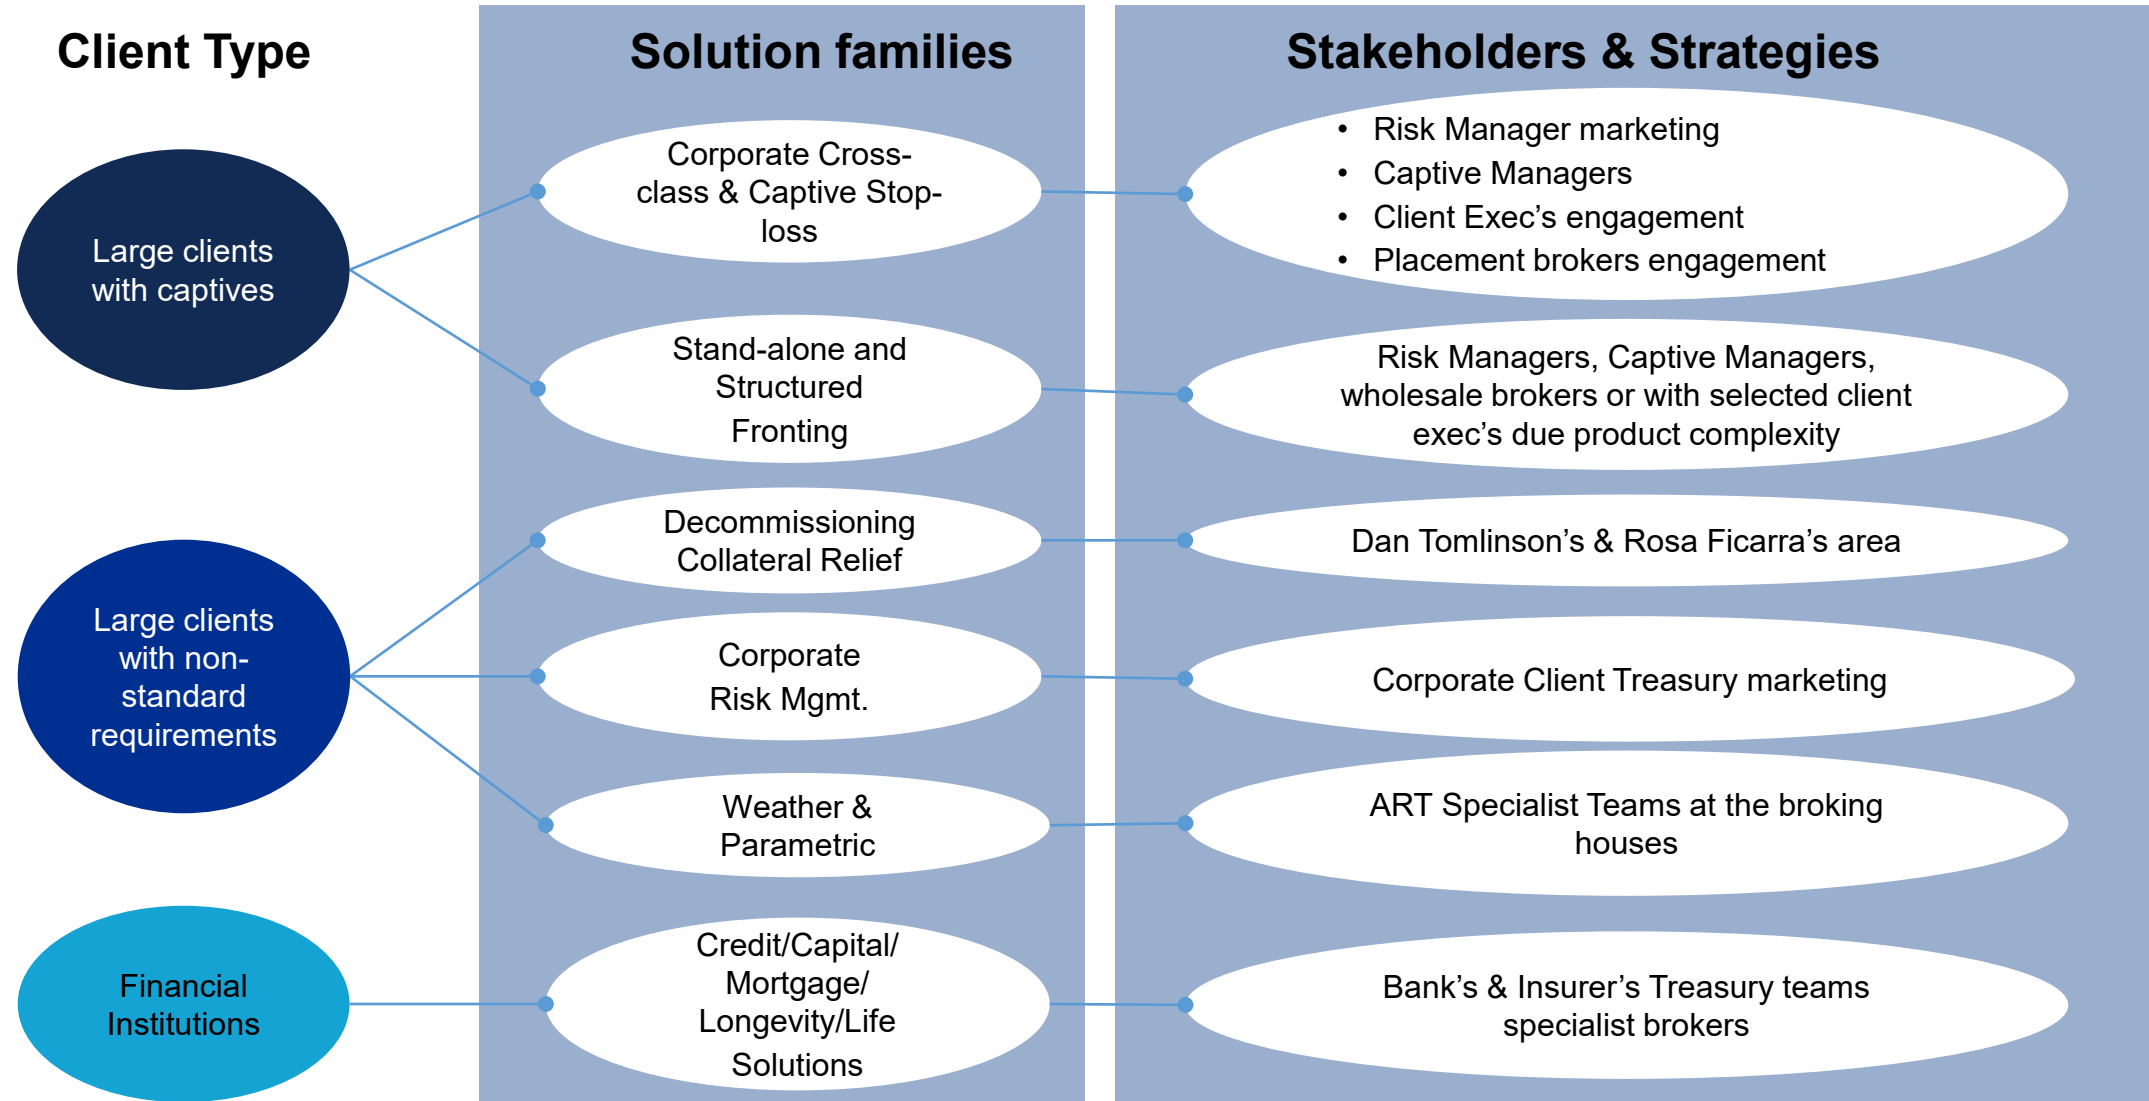 Client Type
Solution families
Stakeholders & Strategies
Large clients
with captives
Corporate Cross-
class & Captive Stop-
loss
• Risk Manager marketing
• Captive Managers
• Client Exec’s engagement
• Placement brokers engagement
Stand-alone and
Structured
Fronting
Risk Managers, Captive Managers,
wholesale brokers or with selected client
exec’s due product complexity
Large clients
with non-
standard
requirements
Decommissioning
Collateral Relief
Dan Tomlinson’s & Rosa Ficarra’s area
Corporate
Risk Mgmt.
Corporate Client Treasury marketing
Weather &
Parametric
ART Specialist Teams at the broking
houses
Financial
Institutions
Credit/Capital/
Mortgage/
Longevity/Life
Solutions
Bank’s & Insurer’s Treasury teams
specialist brokers